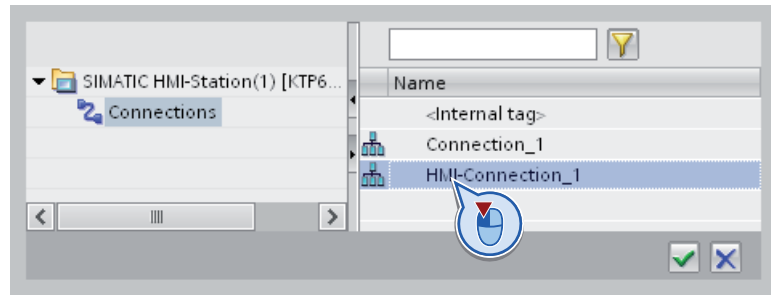 SIMATIC HMI-Station(1) [KTP6...
Connections
Name
<Internal tag>
Connection_1
HMI-Connection_1